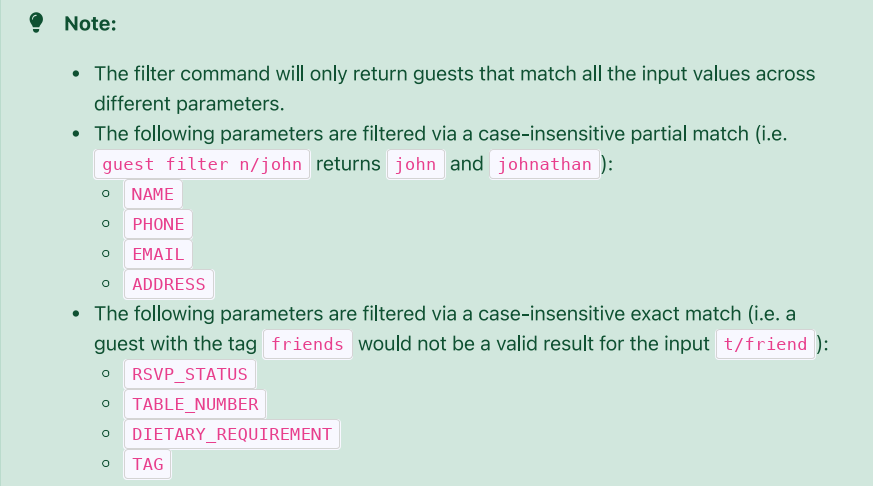 Note:
• The filter command will only return guests that match all the input values across
different parameters.
• The following parameters are filtered via a case-insensitive partial match (i.e.
guest filter n/john returns john and johnathan ):
◦ NAME
◦ PHONE
◦ EMAIL
◦ ADDRESS
• The following parameters are filtered via a case-insensitive exact match (i.e. a
guest with the tag friends would not be a valid result for the input t/friend ):
◦ RSVP_STATUS
◦ TABLE_NUMBER
◦ DIETARY_REQUIREMENT
◦ TAG